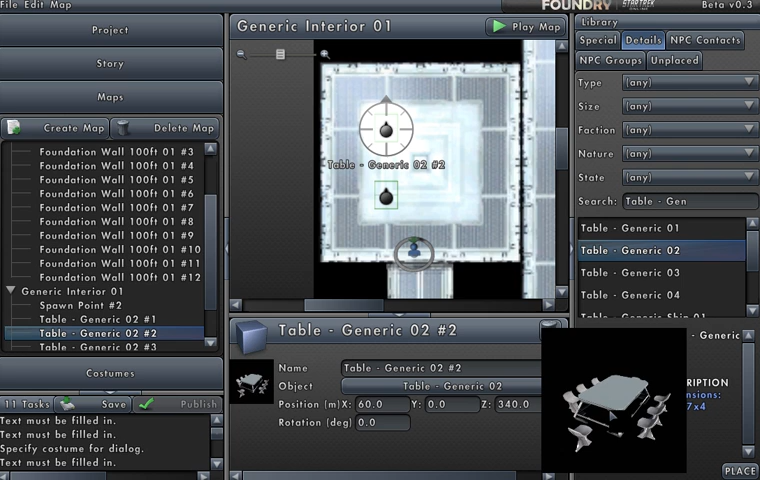 File Edit Map
FOUNDRY
STAR TREK
Beta v0.3
Project
Story
Maps
Create Map
Delete Map
Foundation Wall 100ft 01 #3
Foundation Wall 100ft 01 #4
Foundation Wall 100ft 01 #5
Foundation Wall 100ft 01 #6
Foundation Wall 100ft 01 #7
Foundation Wall 100ft 01 #8
Foundation Wall 100ft 01 #9
Foundation Wall 100ft 01 #10
Foundation Wall 100ft 01 #11
Foundation Wall 100ft 01 #12
Generic Interior 01
Spawn Point #2
Table - Generic 02 #1
Table - Generic 02 #2
Table - Generic 02 #3
Costumes
11 Tasks
Save
Publish
Text must be filled in.
Text must be filled in.
Specify costume for dialog.
Text must be filled in.
Generic Interior 01
Play Map
Table - Generic 02 #2
Table - Generic 02 #2
Name
Table - Generic 02 #2
Object
Table - Generic 02
Position (m)X: 60.0 Y: 0.0 Z: 340.0
Rotation (deg) 0.0
Library
Special
Details
NPC Contacts
NPC Groups
Unplaced
Type (any)
Size (any)
Faction (any)
Nature (any)
State (any)
Search: Table - Gen
Table - Generic 01
Table - Generic 02
Table - Generic 03
Table - Generic 04
Table - Generic Ship 01
- Generic
RIPTION
nsions:
7x4
PLACE